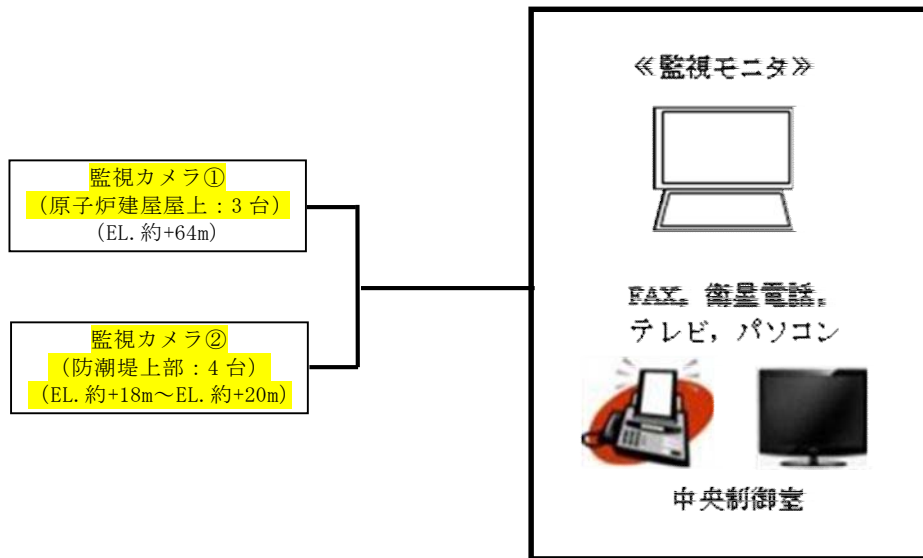 監視カメラ①
（原子炉建屋屋上：3 台）
（EL. 約+64m）
監視カメラ②
（防潮堤上部：4 台）
（EL. 約+18m～EL. 約+20m）
≪監視モニタ≫
FAX，衛星電話，
テレビ，パソコン
中央制御室